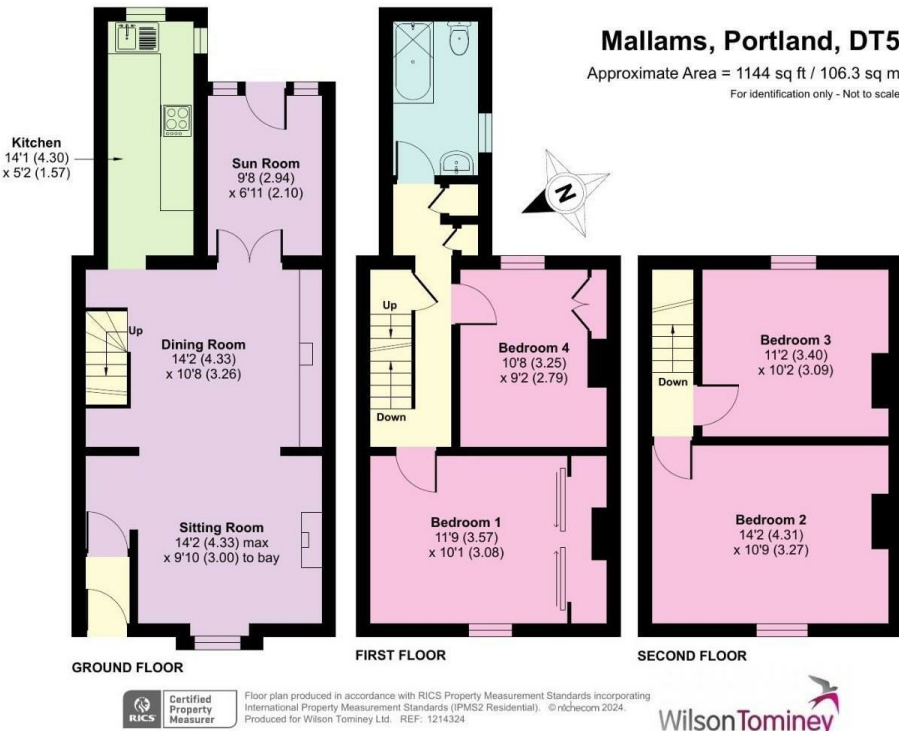 Mallams, Portland, DT5
Approximate Area = 1144 sq ft / 106.3 sq m
For identification only - Not to scale
Kitchen
14'1 (4.30)
x 5'2 (1.57)
Sun Room
9'8 (2.94)
x 6'11 (2.10)
N
Up
Dining Room
14'2 (4.33)
x 10'8 (3.26)
Sitting Room
14'2 (4.33) max
x 9'10 (3.00) to bay
GROUND FLOOR
Up
Down
Bedroom 4
10'8 (3.25)
x 9'2 (2.79)
Bedroom 1
11'9 (3.57)
x 10'1 (3.08)
FIRST FLOOR
Down
Bedroom 3
11'2 (3.40)
x 10'2 (3.09)
Bedroom 2
14'2 (4.31)
x 10'9 (3.27)
SECOND FLOOR
RICS
Certified
Property
Measurer
Floor plan produced in accordance with RICS Property Measurement Standards incorporating
International Property Measurement Standards (IPMS2 Residential). © nichecom 2024.
Produced for Wilson Tominey Ltd. REF: 1214324
WilsonTominey